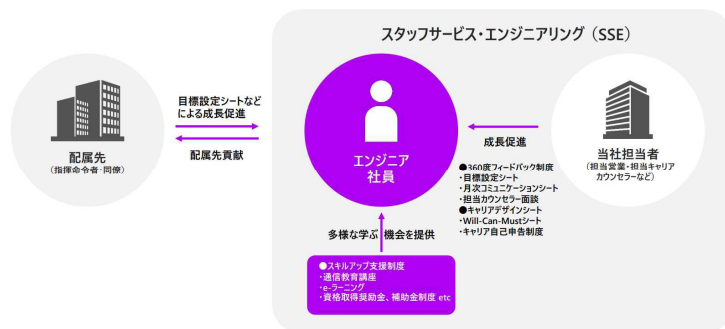 スタッフサービス・エンジニアリング（SSE）
目標設定シートなど
による成長促進
配属先貢献
配属先
（指揮命令者・同僚）
エンジニア
社員
成長促進
当社担当者
（担当営業・担当キャリア
カウンセラーなど）
●360度フィードバック制度
・目標設定シート
・月次コミュニケーションシート
・担当カウンセラー面談
●キャリアデザインシート
・Will-Can-Mustシート
・キャリア自己申告制度
多様な学ぶ 機会を提供
●スキルアップ支援制度
・通信教育講座
・e-ラーニング
・資格取得奨励金、補助金制度 etc